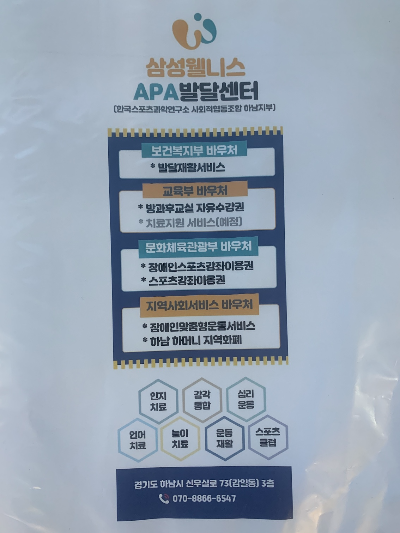 삼성웰니스
APA발달센터
(한국스포츠과학연구소 사회적협동조합 하남지부)
보건복지부 바우처
* 발달재활서비스
교육부 바우처
* 방과후교실 자유수강권
* 치료지원 서비스(예정)
문화체육관광부 바우처
* 장애인스포츠강좌이용권
* 스포츠강좌이용권
지역사회서비스 바우처
* 장애인맞춤형운동서비스
* 하남 하머니 지역화폐
인지
치료
감각
통합
심리
운동
언어
치료
놀이
치료
운동
재활
스포츠
클럽
경기도 하남시 신우실로 73(감일동) 3층
070-8866-6547